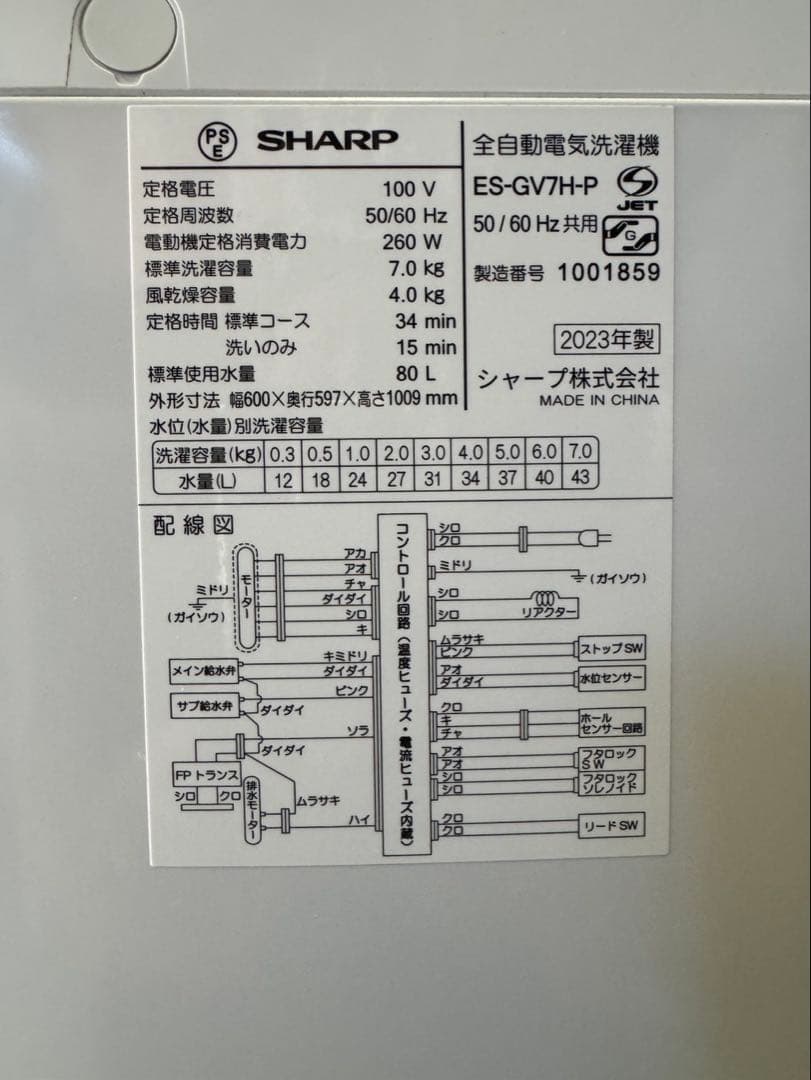 PSE SHARP
定格電圧 100 V
定格周波数 50/60 Hz
電動機定格消費電力 260 W
標準洗濯容量 7.0 kg
風乾燥容量 4.0 kg
定格時間 標準コース 34 min
洗いのみ 15 min
標準使用水量 80 L
外形寸法 幅600×奥行597×高さ1009 mm
全自動電気洗濯機
ES-GV7H-P
JET
50/60 Hz共用
G
製造番号 1001859
2023年製
シャープ株式会社
MADE IN CHINA
水位(水量)別洗濯容量
洗濯容量(kg) 0.3 0.5 1.0 2.0 3.0 4.0 5.0 6.0 7.0
水量(L) 12 18 24 27 31 34 37 40 43
配線図
モーター
ミドリ
(ガイソウ)
アカ
アオ
チャ
ダイダイ
シロ
キ
メイン給水弁
キミドリ
ダイダイ
サブ給水弁
ピンク
ダイダイ
ソラ
ダイダイ
FPトランス
シロ クロ
排水モーター
ムラサキ
ハイ
コントロール回路(温度ヒューズ・電流ヒューズ内蔵)
シロ
クロ
ミドリ
(ガイソウ)
シロ
シロ
リアクター
ムラサキ
ピンク
ストップSW
アオ
ダイダイ
水位センサー
クロ
キ
チャ
ホール
センサー回路
アオ
アオ
フタロック
SW
シロ
シロ
フタロック
ソレノイド
クロ
クロ
リードSW